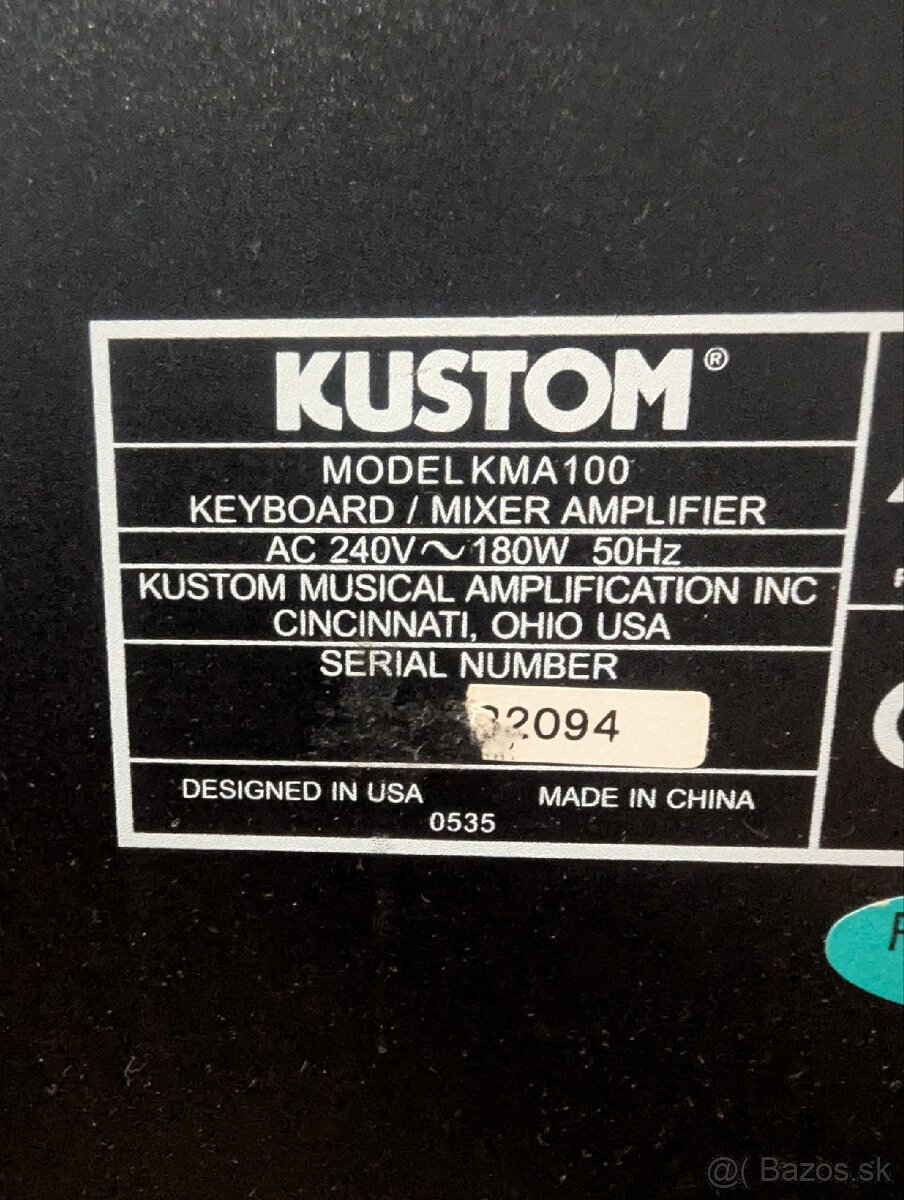 KUSTOM®
MODEL KMA100
KEYBOARD / MIXER AMPLIFIER
AC 240V～180W 50Hz
KUSTOM MUSICAL AMPLIFICATION INC
CINCINNATI, OHIO USA
SERIAL NUMBER
2094
DESIGNED IN USA MADE IN CHINA
0535
@( Bazos.sk